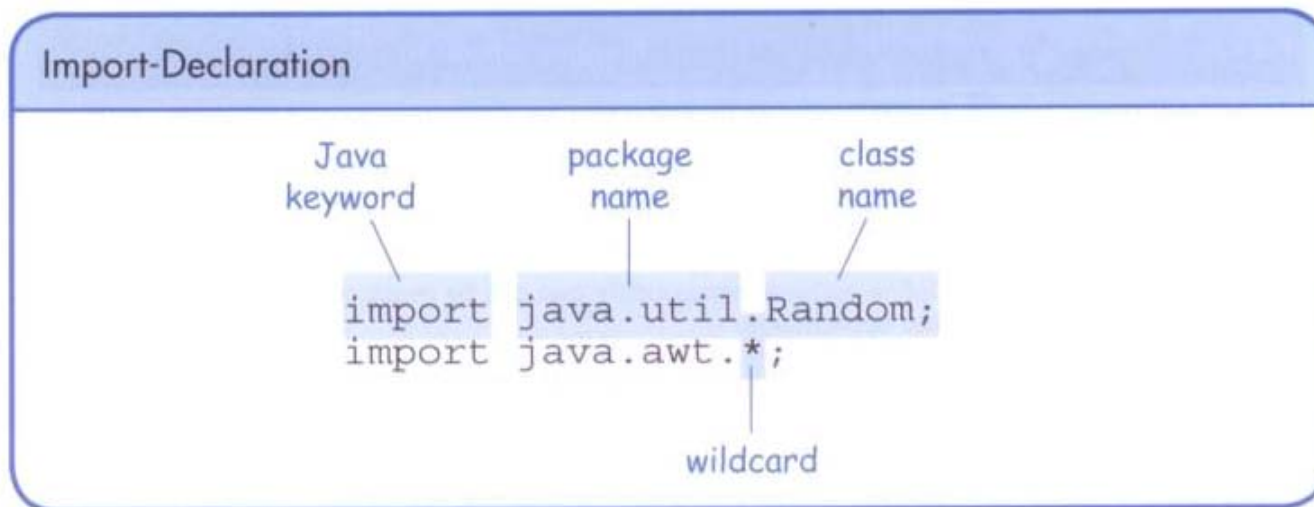 Import-Declaration
Java keyword
package name
class name
import java.util.Random;
import java.awt.*;
wildcard